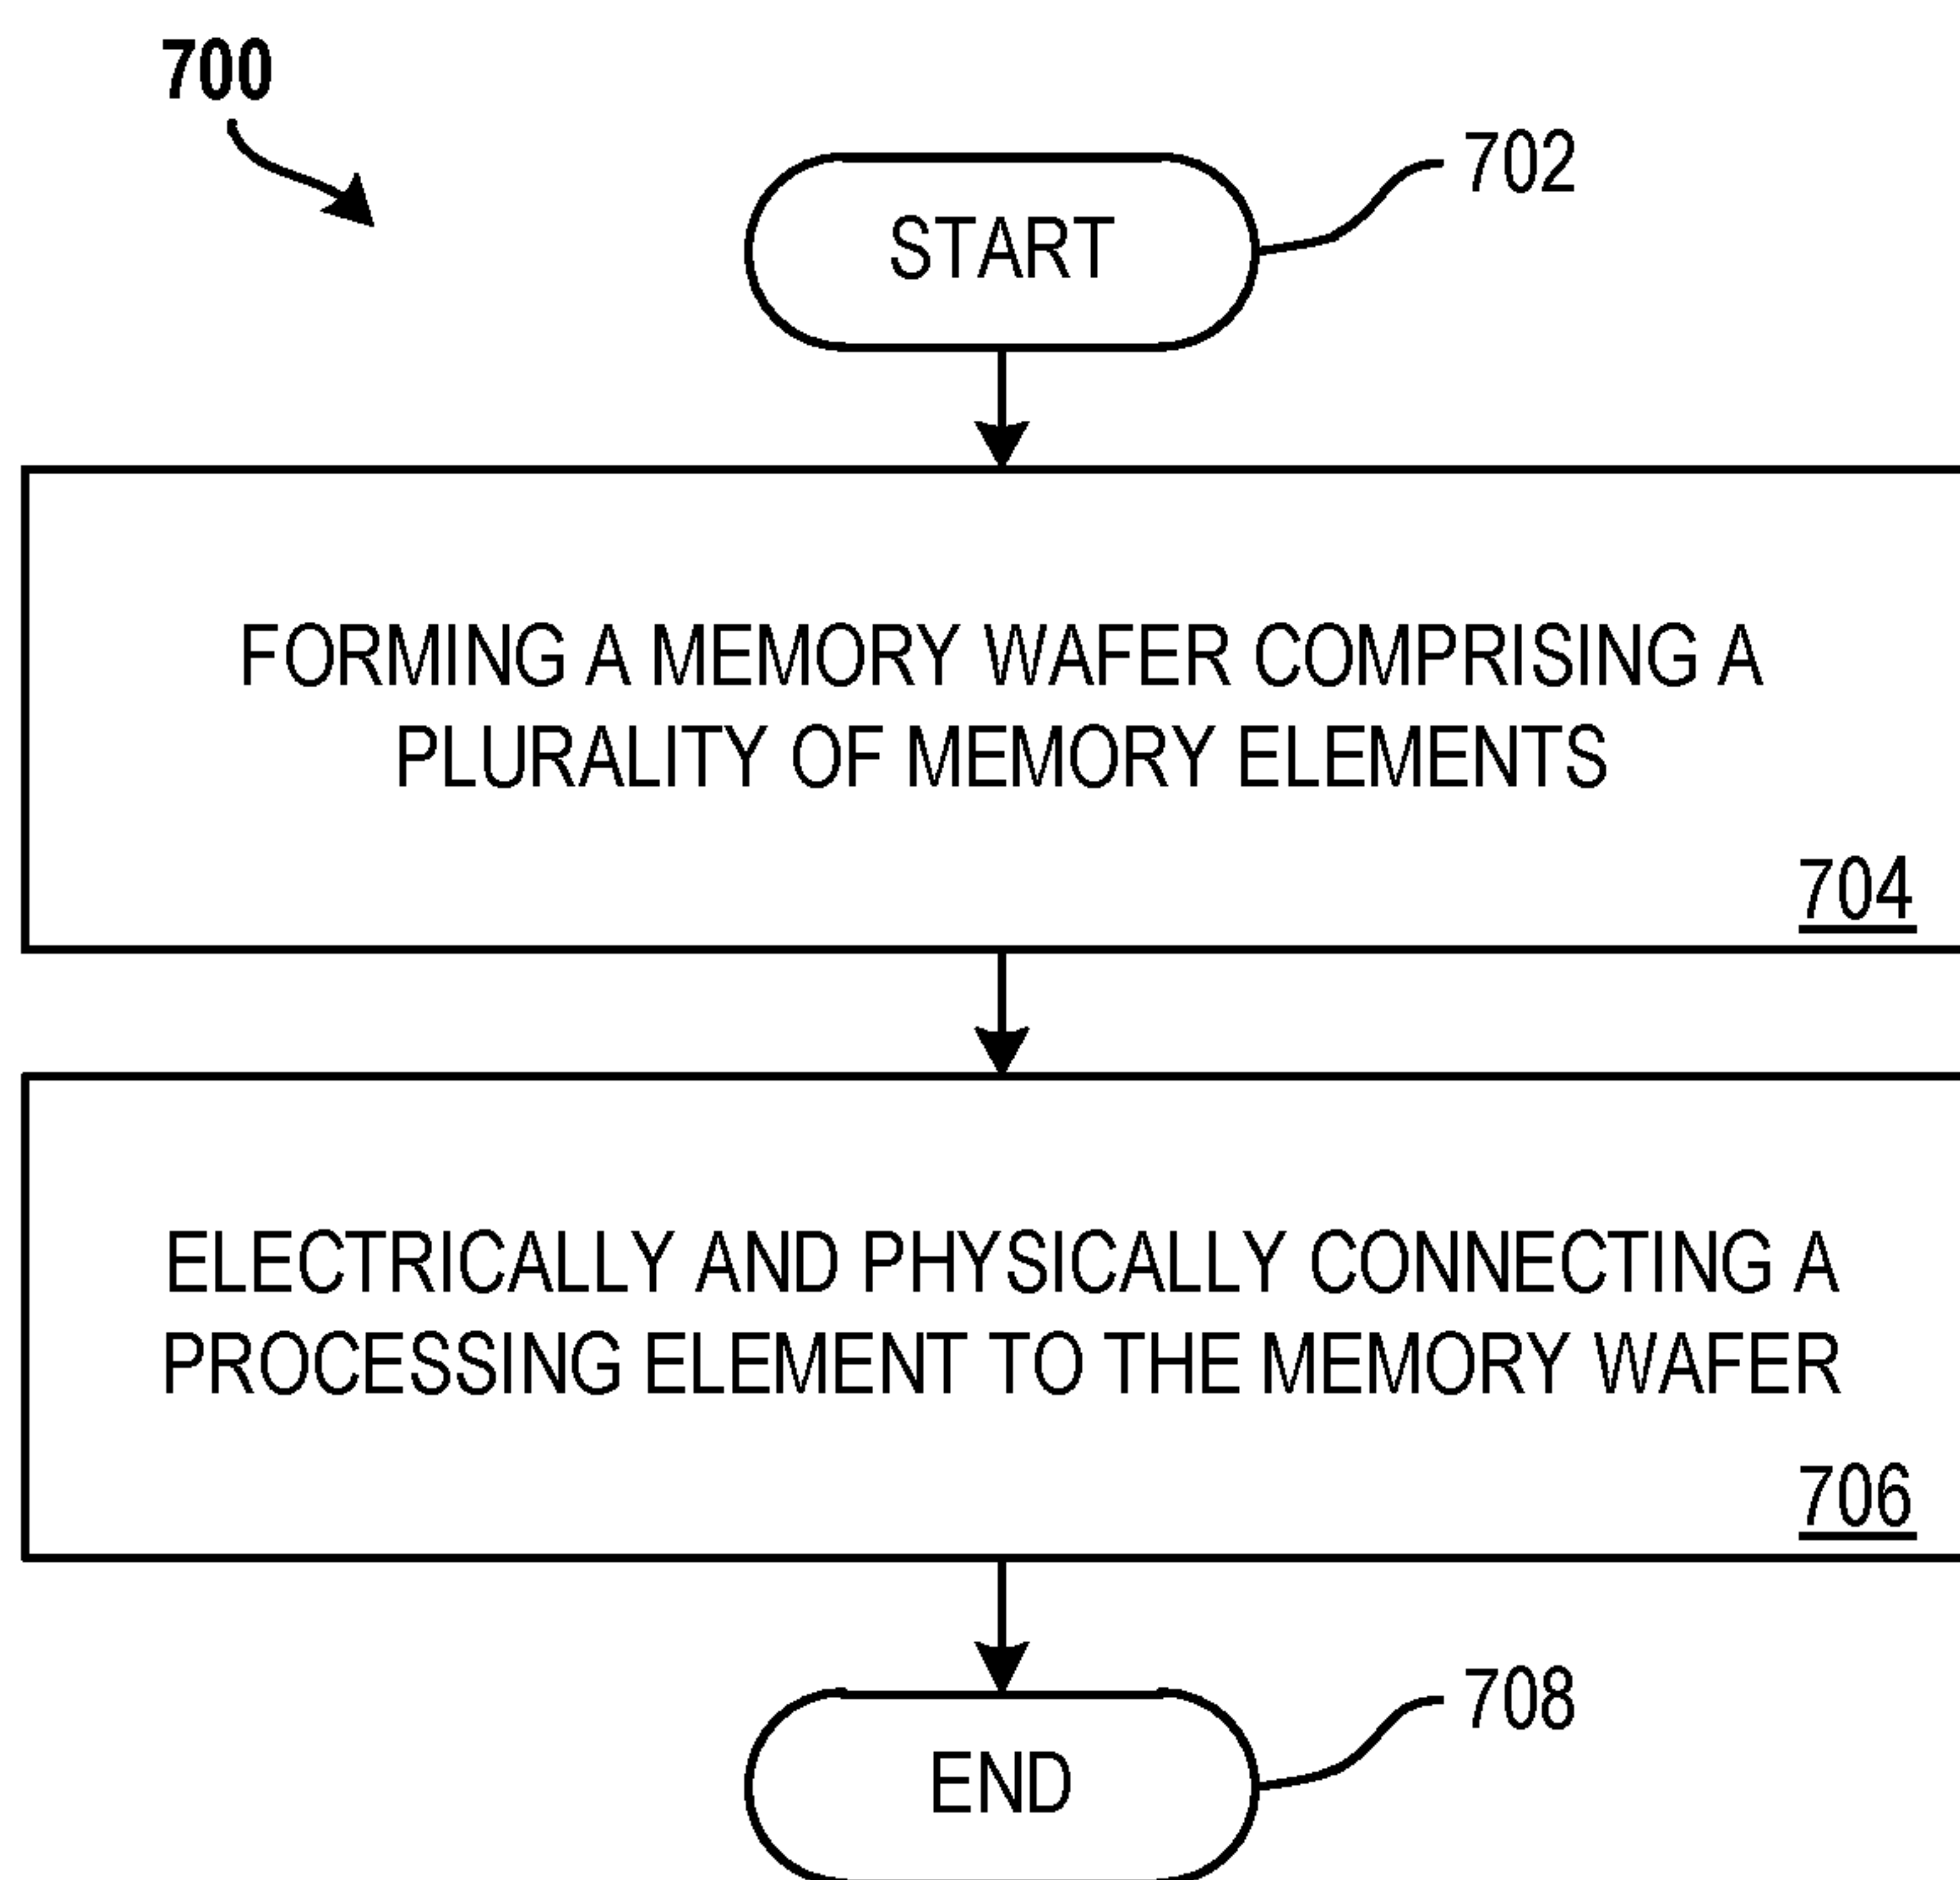 700
702
START
FORMING A MEMORY WAFER COMPRISING A
PLURALITY OF MEMORY ELEMENTS
704
ELECTRICALLY AND PHYSICALLY CONNECTING A
PROCESSING ELEMENT TO THE MEMORY WAFER
706
708
END